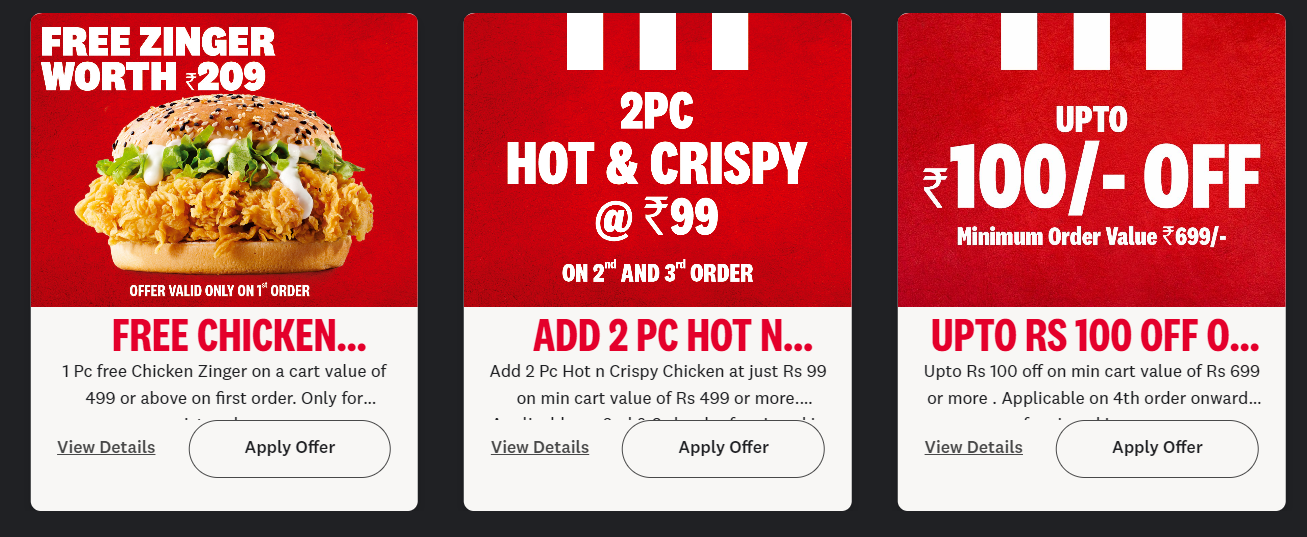 FREE ZINGER
WORTH ₹209
OFFER VALID ONLY ON 1st ORDER
FREE CHICKEN...
1 Pc free Chicken Zinger on a cart value of
499 or above on first order. Only for...
View Details
Apply Offer
2PC
HOT & CRISPY
@ ₹99
ON 2nd AND 3rd ORDER
ADD 2 PC HOT N...
Add 2 Pc Hot n Crispy Chicken at just Rs 99
on min cart value of Rs 499 or more....
View Details
Apply Offer
UPTO
₹100/- OFF
Minimum Order Value ₹699/-
UPTO RS 100 OFF O...
Upto Rs 100 off on min cart value of Rs 699
or more . Applicable on 4th order onward...
View Details
Apply Offer